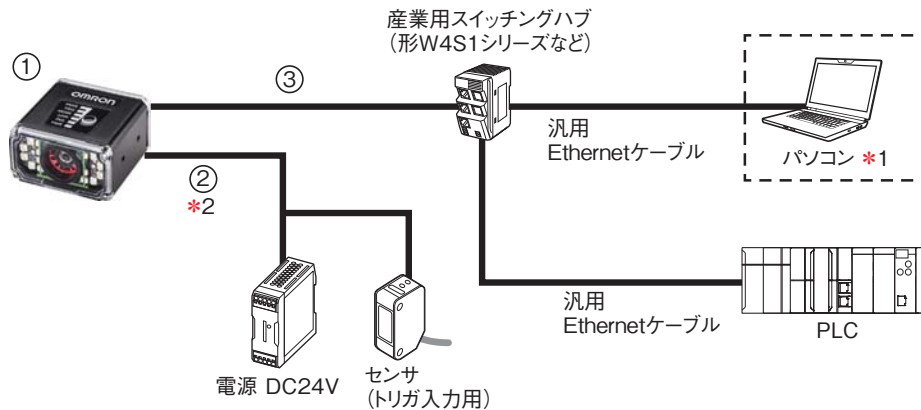 産業用スイッチングハブ
（形W4S1シリーズなど）
①
③
OMRON
汎用
Ethernetケーブル
パソコン *1
②
*2
汎用
Ethernetケーブル
PLC
電源 DC24V
センサ
（トリガ入力用）